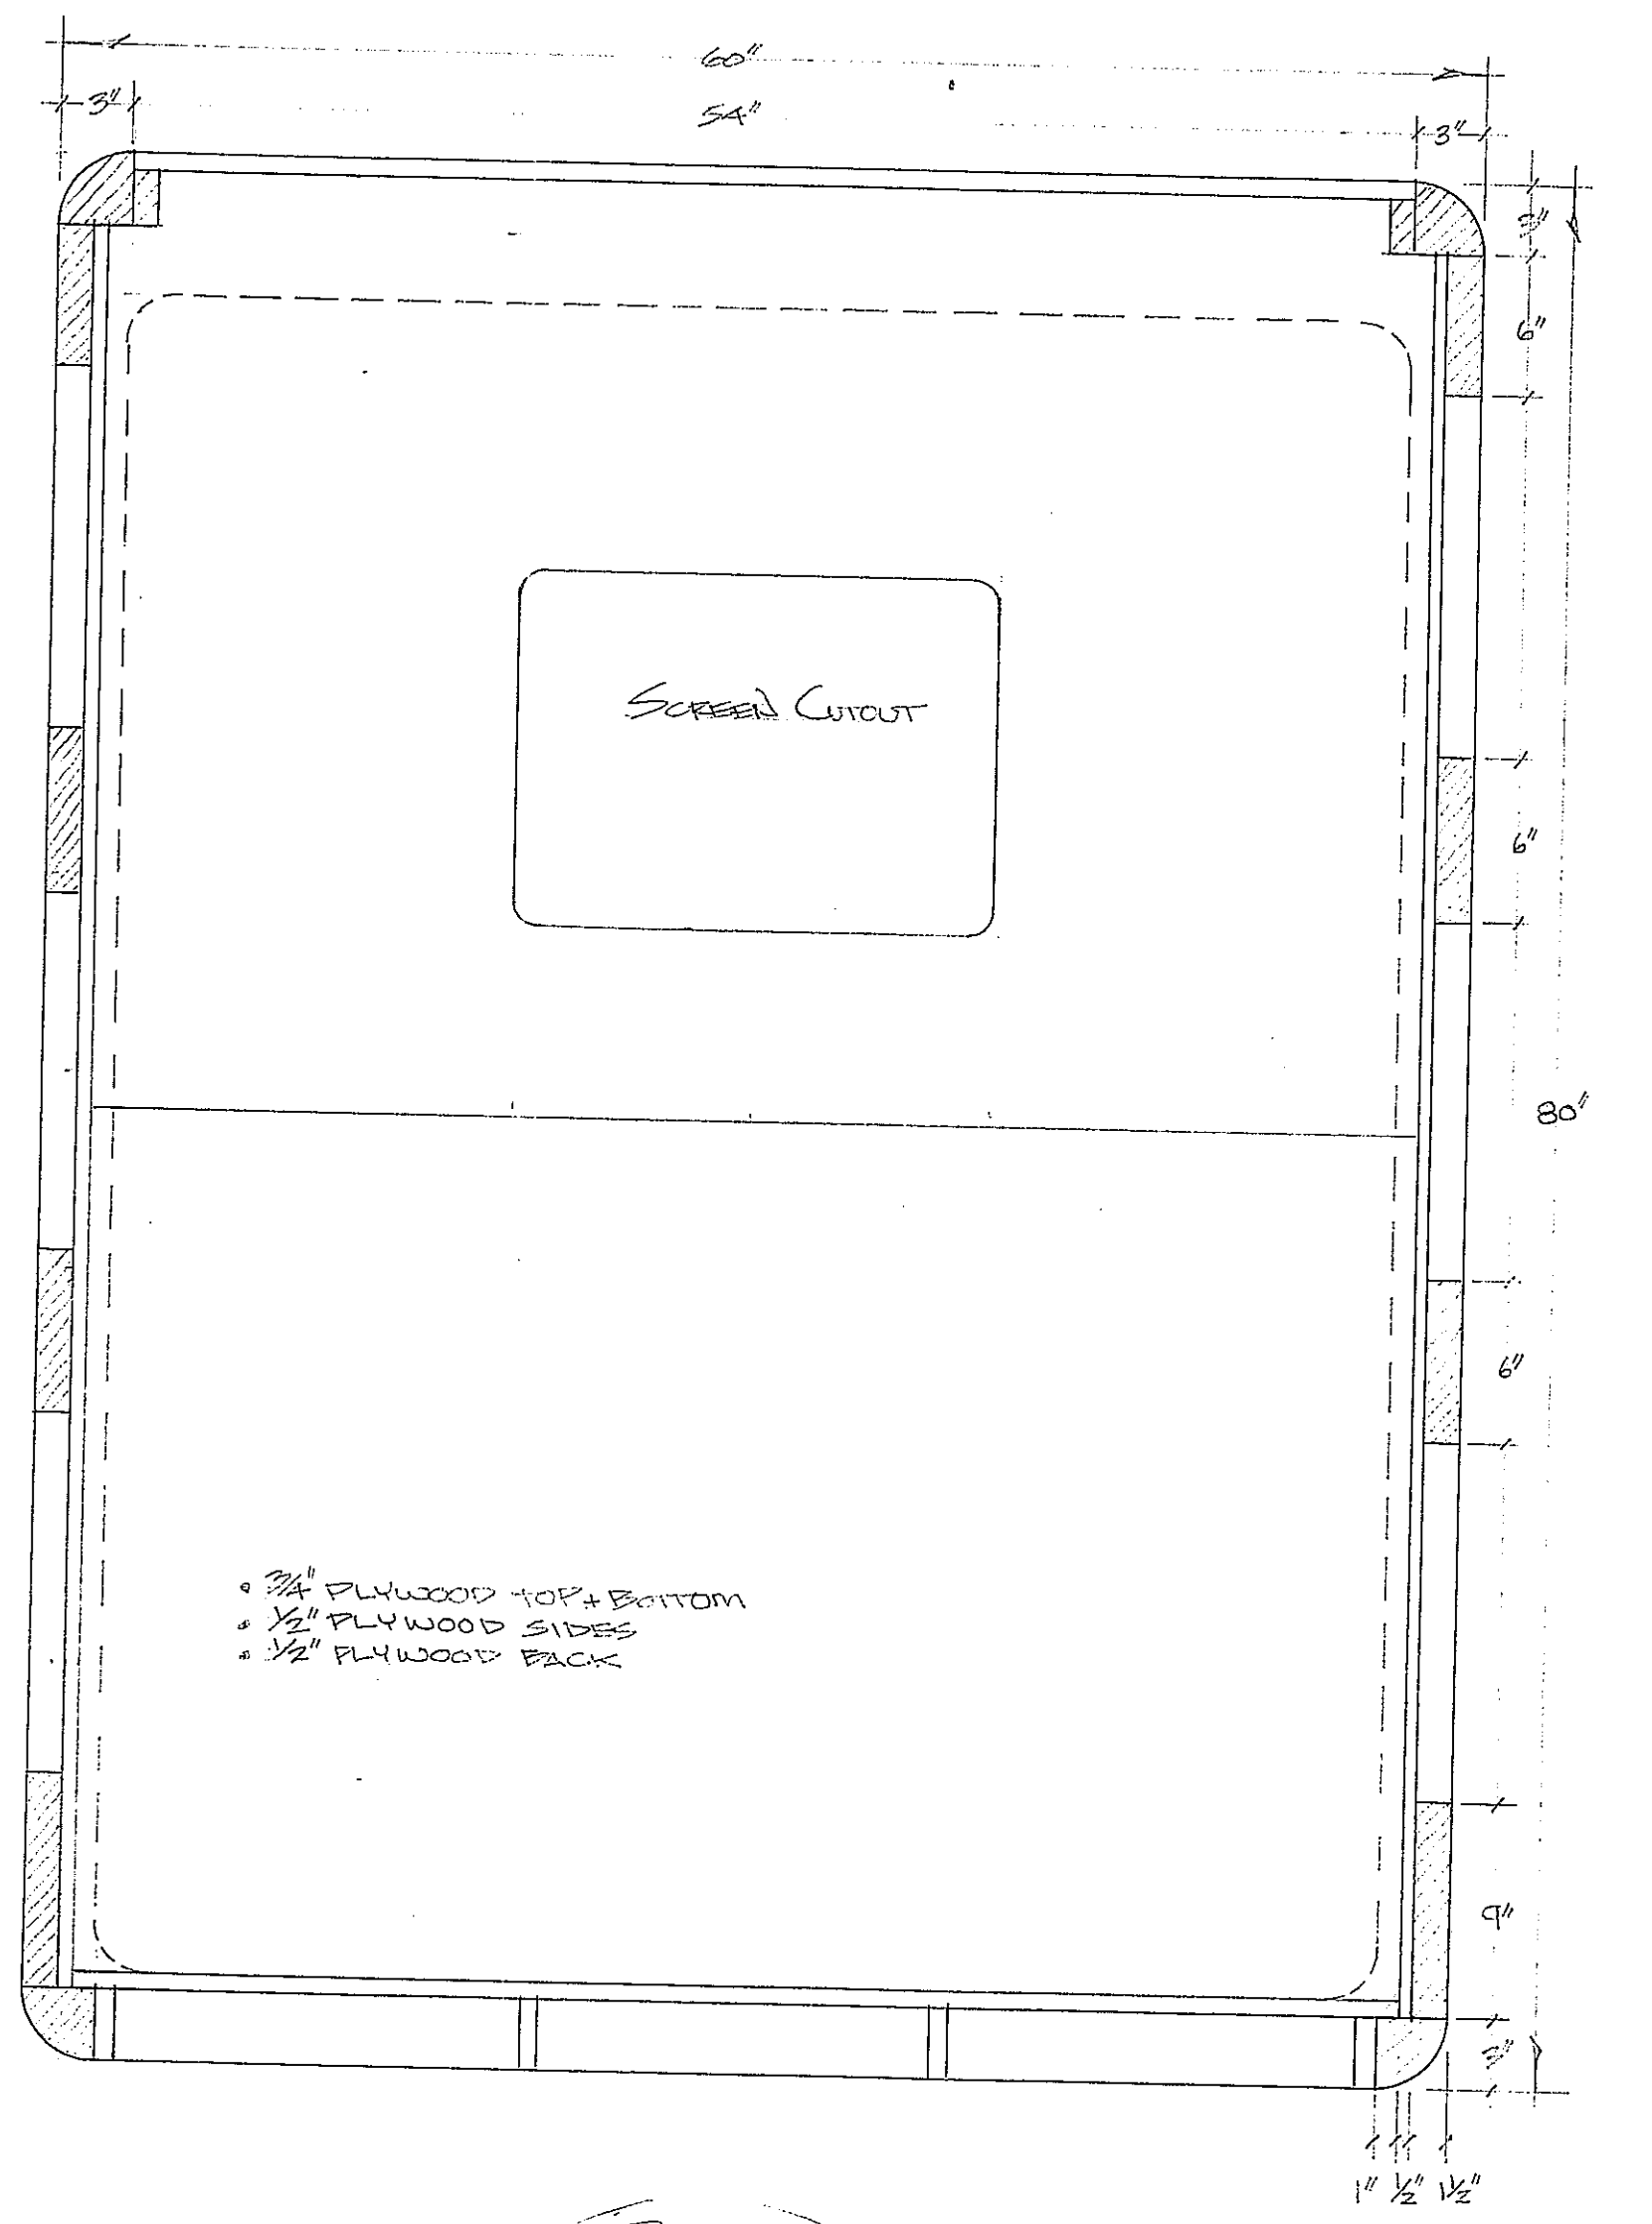 60"
3" 54" 3"
3"
6"
SCREEN CUTOUT
6"
80"
6"
• 3/4" PLYWOOD TOP + BOTTOM
• 1/2" PLYWOOD SIDES
• 1/2" PLYWOOD BACK
9"
3"
1" 1/2" 1 1/2"